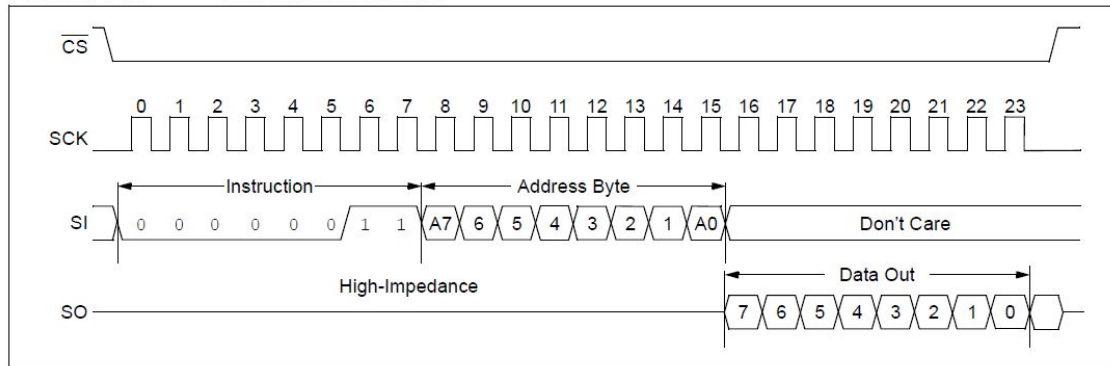 CS
0 1 2 3 4 5 6 7 8 9 10 11 12 13 14 15 16 17 18 19 20 21 22 23
SCK
Instruction Address Byte
SI 0 0 0 0 0 0 1 1 A7 6 5 4 3 2 1 A0 Don't Care
Data Out
High-Impedance
SO 7 6 5 4 3 2 1 0